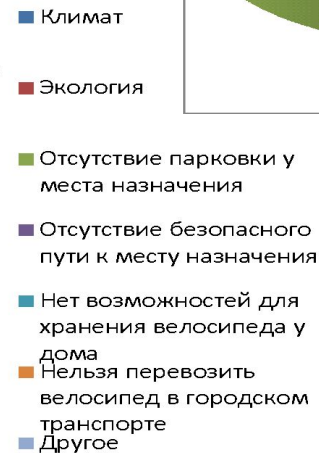 Климат
Экология
Отсутствие парковки у
места назначения
Отсутствие безопасного
пути к месту назначения
Нет возможностей для
хранения велосипеда у
дома
Нельзя перевозить
велосипед в городском
транспорте
Другое